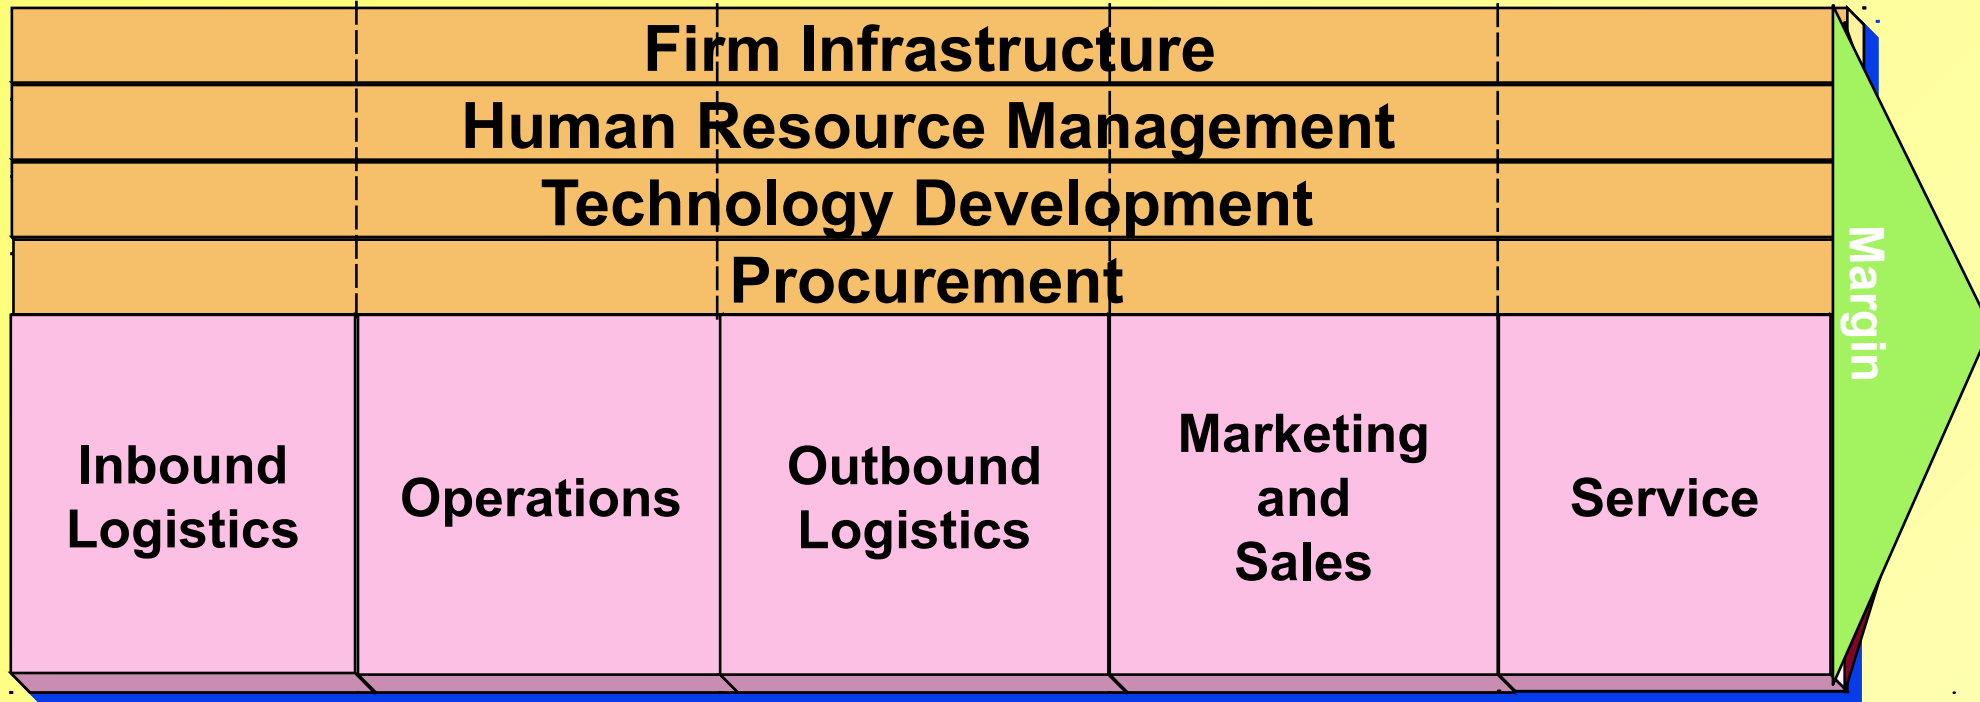 Firm Infrastructure
Human Resource Management
Technology Development
Procurement
Margin
Inbound
Logistics
Operations
Outbound
Logistics
Marketing
and
Sales
Service